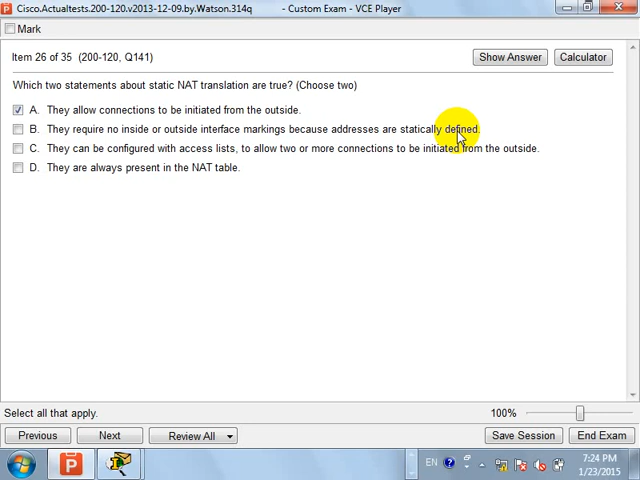 Cisco.Actualtests.200-120.v2013-12-09.by.Watson.314q - Custom Exam - VCE Player
Mark
Item 26 of 35 (200-120, Q141)
Show Answer
Calculator
Which two statements about static NAT translation are true? (Choose two)
A. They allow connections to be initiated from the outside.
B. They require no inside or outside interface markings because addresses are statically defined.
C. They can be configured with access lists, to allow two or more connections to be initiated from the outside.
D. They are always present in the NAT table.
Select all that apply.
100%
Previous
Next
Review All
Save Session
End Exam
EN
7:24 PM
1/23/2015